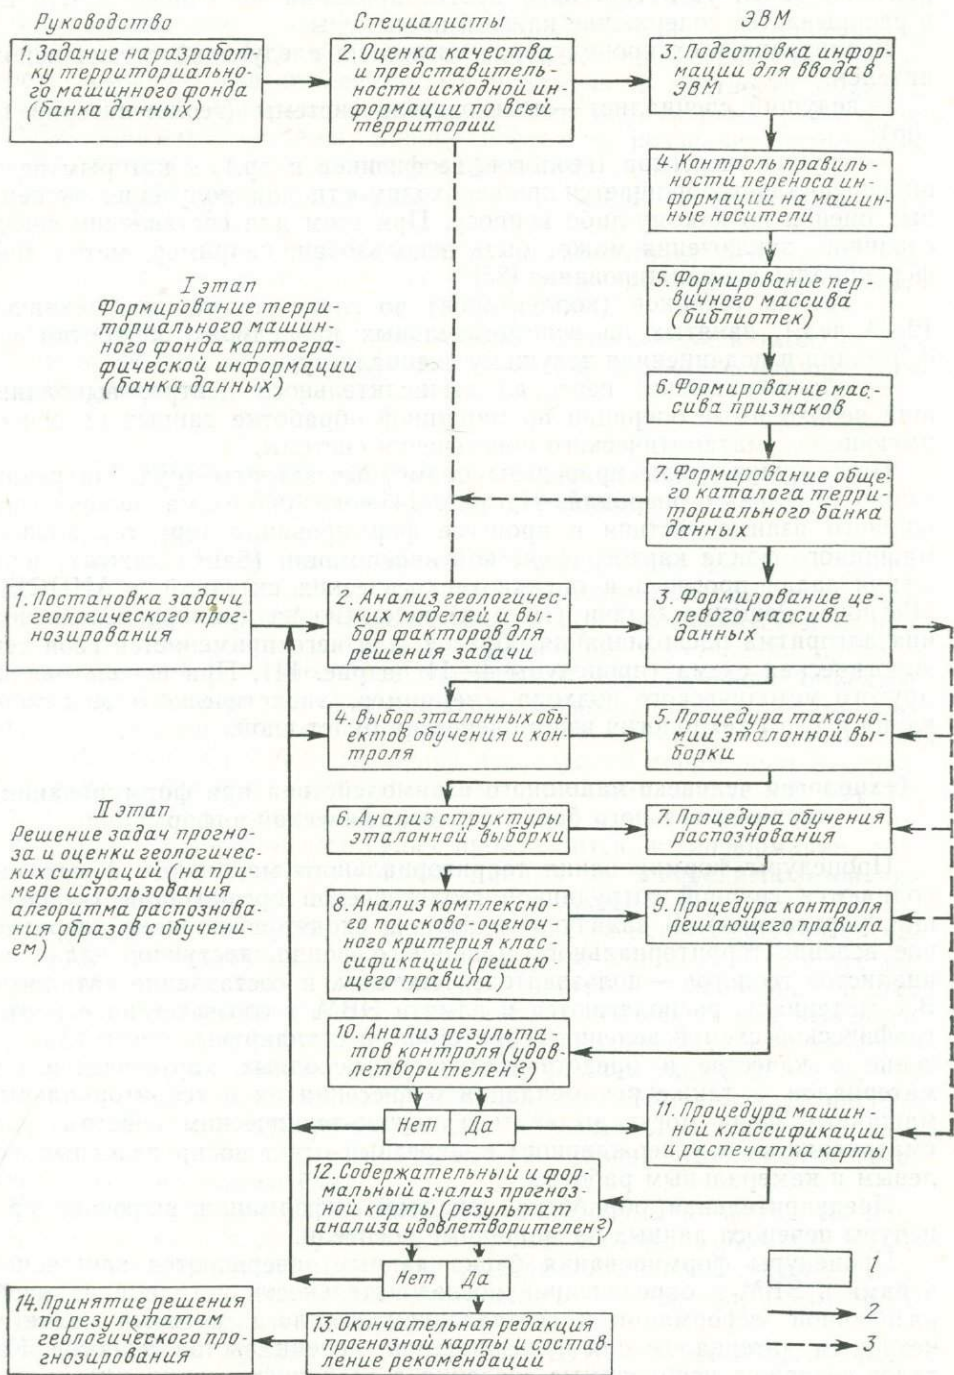 Руководство
Специалисты
ЭВМ
1. Задание на разработ-
ку территориально-
го машинного фонда
(банка данных)
2. Оценка качества
и представитель-
ности исходной ин-
формации по всей
территории
3. Подготовка инфор-
мации для ввода в
ЭВМ
4. Контроль правиль-
ности переноса ин-
формации на машин-
ные носители
I этап
Формирование терри-
ториального машин-
ного фонда картогра-
фической информации
(банка данных)
5. Формирование пер-
вичного массива
(библиотек)
6. Формирование мас-
сива признаков
7. Формирование обще-
го каталога терри-
ториального банка
данных
1. Постановка задачи
геологического прог-
нозирования
2. Анализ геологичес-
ких моделей и вы-
бор факторов для
решения задачи
3. Формирование це-
левого массива
данных
4. Выбор эталонных объ-
ектов обучения и кон-
троля
5. Процедура таксоно-
мии эталонной вы-
борки
II этап
Решение задач прогно-
за и оценки геологичес-
ких ситуаций (на при-
мере использования
алгоритма распознова-
ния образов с обучени-
ем)
6. Анализ структуры
эталонной выборки
7. Процедура обучения
распознования
8. Анализ комплексно-
го поисково-оценоч-
ного критерия клас-
сификации (решаю-
щего правила)
9. Процедура контроля
решающего правила
10. Анализ результа-
тов контроля (удов-
летворителен?)
Нет Да
11. Процедура машин-
ной классификации
и распечатка карты
12. Содержательный и фор-
мальный анализ прогноз-
ной карты (результат
анализа удовлетворителен?)
Нет Да
13. Окончательная редакция
прогнозной карты и состав-
ление рекомендаций
14. Принятие решения
по результатам
геологического прог-
нозирования
1
2
3